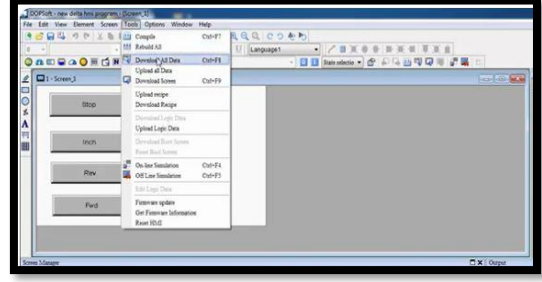 DOPSoft - new delta hmi program - [Screen_1]
File Edit View Element Screen Tools Options Window Help
Compile Ctrl+F7
Rebuild All
Language1
Download All Data Ctrl+F8
Upload all Data
Download Screen Ctrl+F9
Upload recipe
Download Recipe
Download Logic Data
Upload Logic Data
Download Boot Screen
Reset Boot Screen
On-line Simulation Ctrl+F4
Off Line Simulation Ctrl+F5
Edit Logic Data
Firmware update
Get Firmware Information
Reset HMI
1 - Screen_1
Stop
Inch
Rev
Fwd
Screen Manager
Output